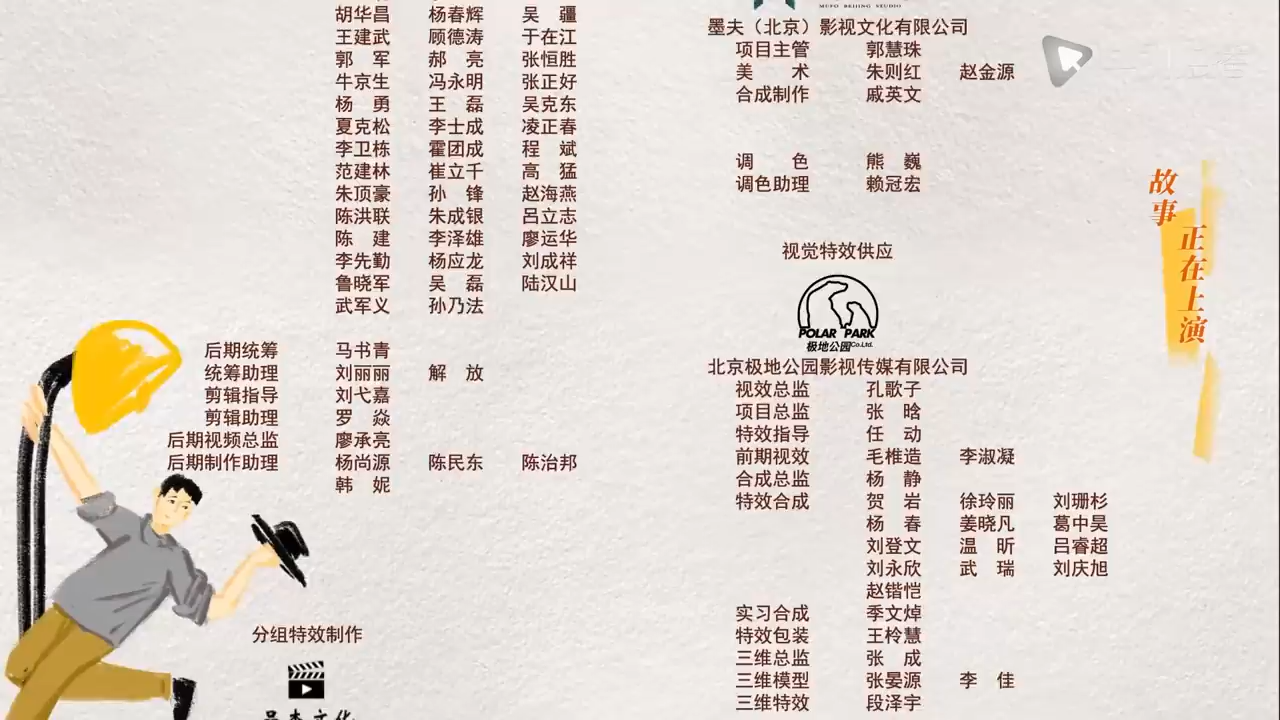 胡华昌 杨春辉 吴 疆
王建武 顾德涛 于在江
郭 军 郝 亮 张恒胜
牛京生 冯永明 张正好
杨 勇 王 磊 吴克东
夏克松 李士成 凌正春
李卫栋 霍团成 程 斌
范建林 崔立千 高 猛
朱顶豪 孙 锋 赵海燕
陈洪联 朱成银 吕立志
陈 建 李泽雄 廖运华
李先勤 杨应龙 刘成祥
鲁晓军 吴 磊 陆汉山
武军义 孙乃法
后期统筹 马书青
统筹助理 刘丽丽 解 放
剪辑指导 刘弋嘉
剪辑助理 罗 焱
后期视频总监 廖承亮
后期制作助理 杨尚源 陈民东 陈治邦
韩 妮
分组特效制作
MUFU BEIJING STUDIO
墨夫（北京）影视文化有限公司
项目主管 郭慧珠
美 术 朱则红 赵金源
合成制作 戚英文
调 色 熊 巍
调色助理 赖冠宏
视觉特效供应
POLAR PARK
极地公园Co.Ltd.
北京极地公园影视传媒有限公司
视效总监 孔歌子
项目总监 张 晗
特效指导 任 动
前期视效 毛椎造 李淑凝
合成总监 杨 静
特效合成 贺 岩 徐玲丽 刘珊杉
杨 春 姜晓凡 葛中昊
刘登文 温 昕 吕睿超
刘永欣 武 瑞 刘庆旭
赵锴恺
实习合成 季文焯
特效包装 王柃慧
三维总监 张 成
三维模型 张晏源 李 佳
三维特效 段泽宇
故事
正在上演